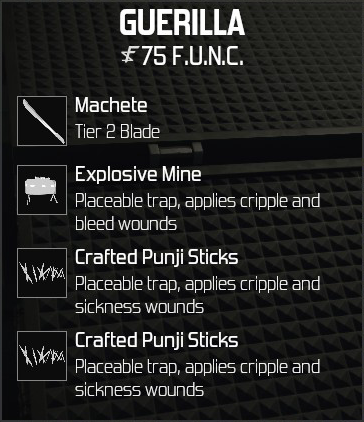 GUERILLA
₣75 F.U.N.C.
Machete
Tier 2 Blade
Explosive Mine
Placeable trap, applies cripple and
bleed wounds
Crafted Punji Sticks
Placeable trap, applies cripple and
sickness wounds
Crafted Punji Sticks
Placeable trap, applies cripple and
sickness wounds